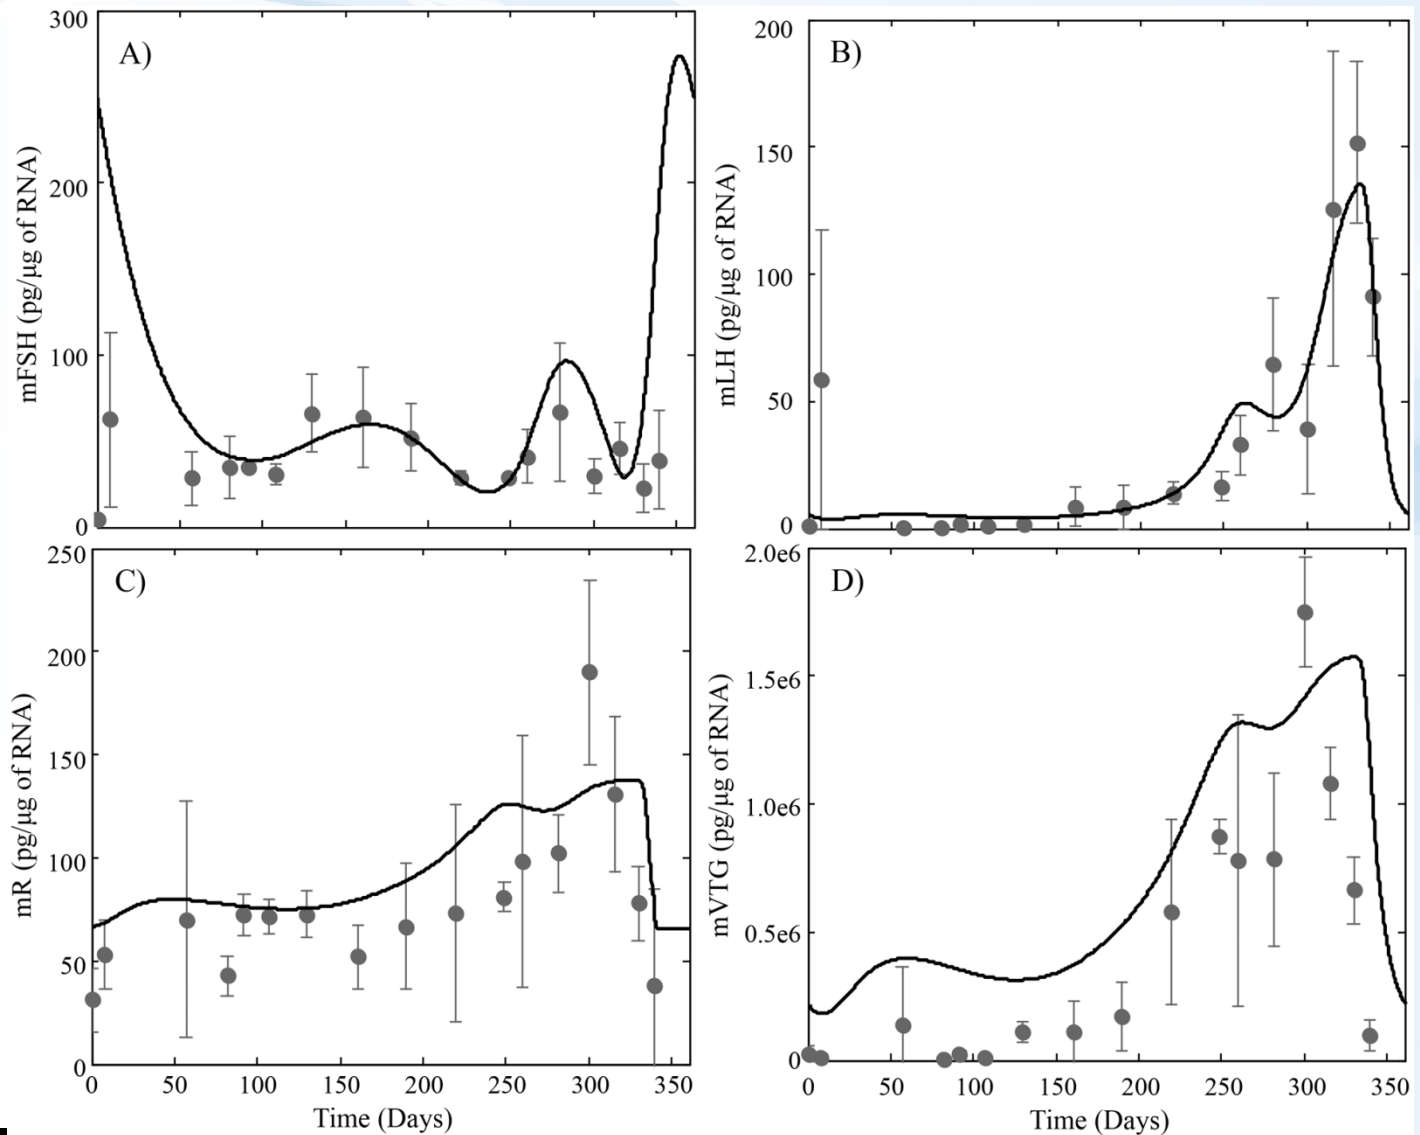 A)
mFSH (pg/µg of RNA)
300
200
100
0
B)
mLH (pg/µg of RNA)
200
150
100
50
0
C)
mR (pg/µg of RNA)
250
200
150
100
50
0
0 50 100 150 200 250 300 350
Time (Days)
D)
mVTG (pg/µg of RNA)
2.0e6
1.5e6
1.0e6
0.5e6
0
0 50 100 150 200 250 300 350
Time (Days)